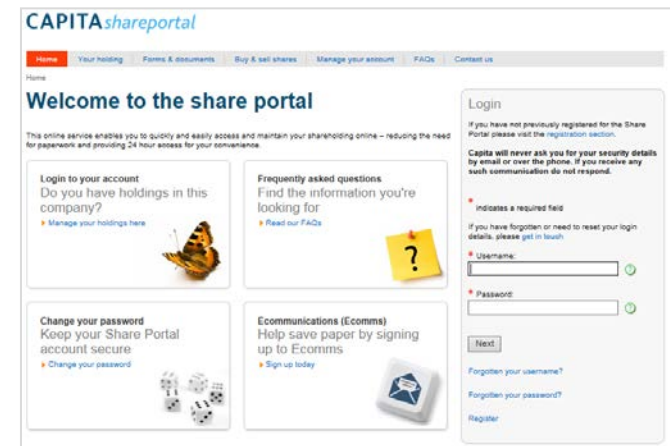 CAPITA shareportal
Home Your holding Forms & documents Buy & sell shares Manage your account FAQs Contact us
Home
Welcome to the share portal
This online service enables you to quickly and easily access and maintain your shareholding online – reducing the need
for paperwork and providing 24 hour access for your convenience.
Login to your account
Do you have holdings in this
company?
Manage your holdings here
Frequently asked questions
Find the information you're
looking for
Read our FAQs
?
Change your password
Keep your Share Portal
account secure
Change your password
Ecommunications (Ecomms)
Help save paper by signing
up to Ecomms
Sign up today
Login
If you have not previously registered for the Share
Portal please visit the registration section.
Capita will never ask you for your security details
by email or over the phone. If you receive any
such communication do not respond.
* indicates a required field
If you have forgotten or need to reset your login
details, please get in touch
* Username:
?
* Password:
?
Next
Forgotten your username?
Forgotten your password?
Register